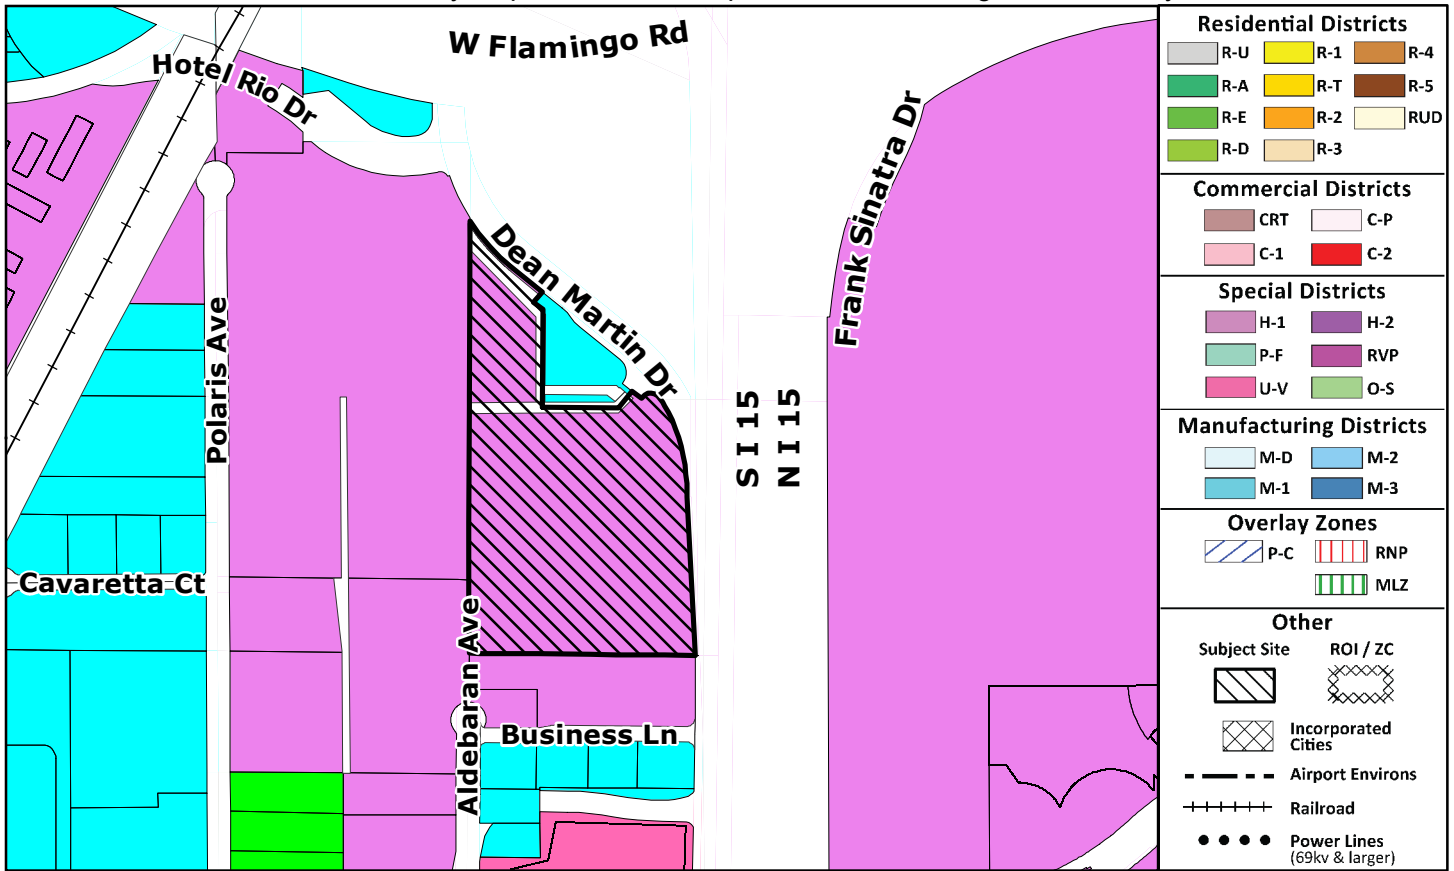 W Flamingo Rd
Hotel Rio Dr
Dean Martin Dr
Frank Sinatra Dr
Polaris Ave
S I 15
N I 15
Cavaretta Ct
Aldebaran Ave
Business Ln
Residential Districts
R-U R-1 R-4
R-A R-T R-5
R-E R-2 RUD
R-D R-3
Commercial Districts
CRT C-P
C-1 C-2
Special Districts
H-1 H-2
P-F RVP
U-V O-S
Manufacturing Districts
M-D M-2
M-1 M-3
Overlay Zones
P-C RNP
MLZ
Other
Subject Site ROI / ZC
Incorporated
Cities
Airport Environs
Railroad
Power Lines
(69kv & larger)